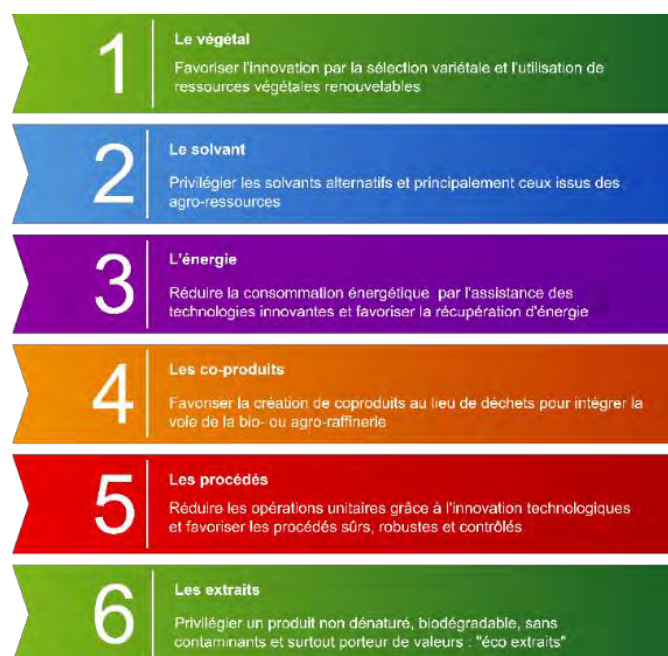 1
Le végétal
Favoriser l'innovation par la sélection variétale et l'utilisation de
ressources végétales renouvelables
2
Le solvant
Privilégier les solvants alternatifs et principalement ceux issus des
agro-ressources
3
L'énergie
Réduire la consommation énergétique par l'assistance des
technologies innovantes et favoriser la récupération d'énergie
4
Les co-produits
Favoriser la création de coproduits au lieu de déchets pour intégrer la
voie de la bio- ou agro-raffinerie
5
Les procédés
Réduire les opérations unitaires grâce à l'innovation technologiques
et favoriser les procédés sûrs, robustes et contrôlés
6
Les extraits
Privilégier un produit non dénaturé, biodégradable, sans
contaminants et surtout porteur de valeurs : "éco extraits"